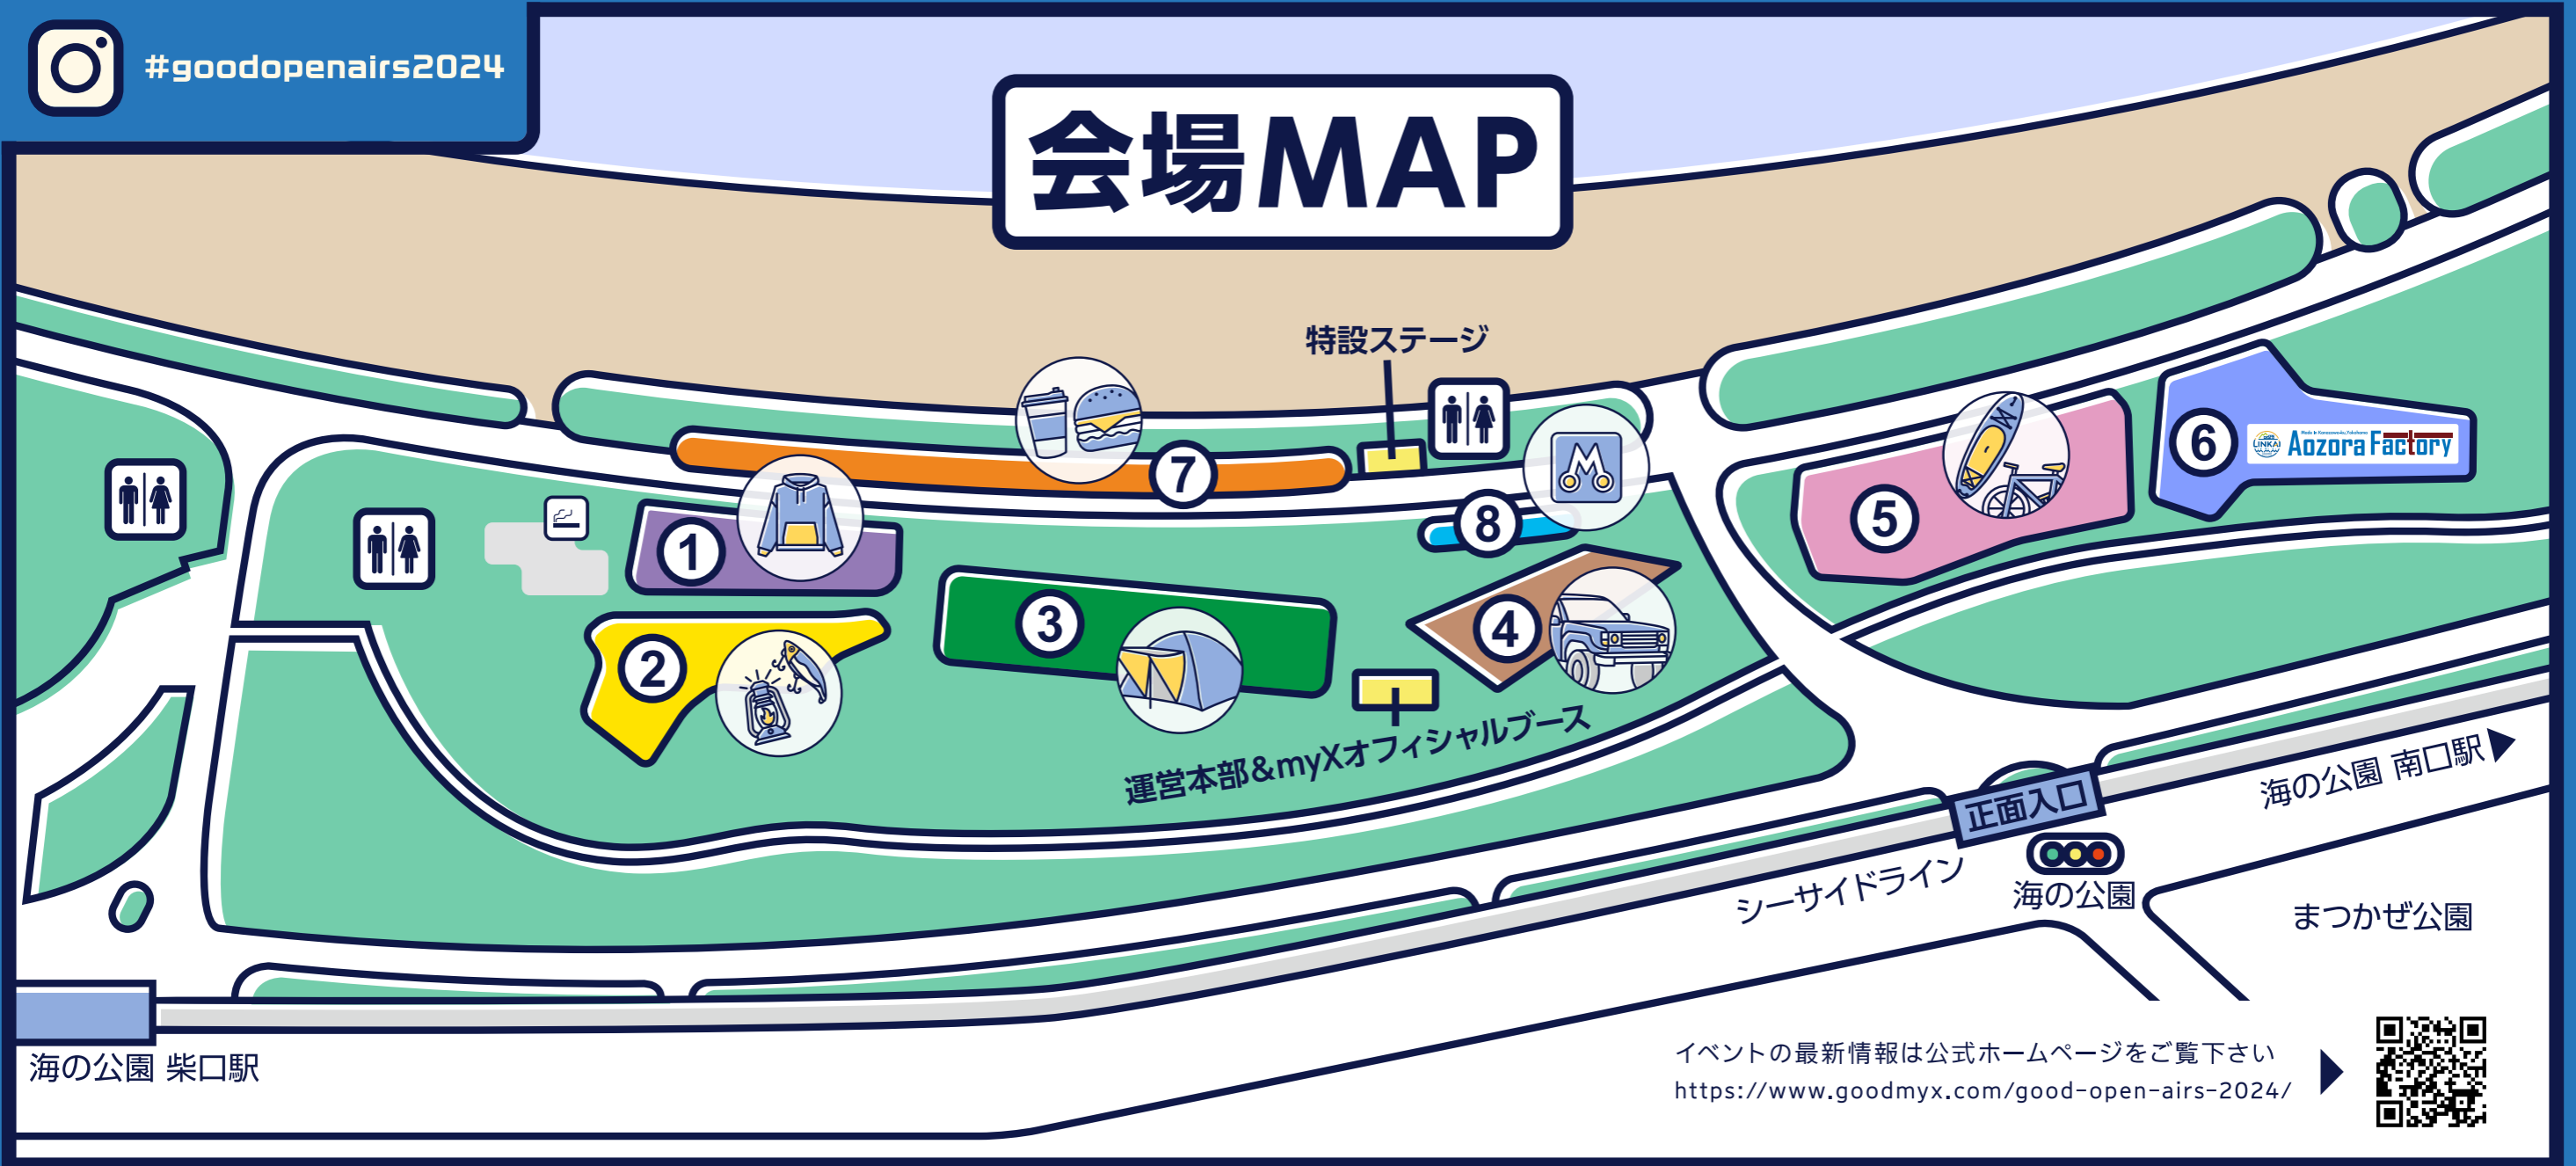 #goodopenairs2024
会場MAP
特設ステージ
7
8
1
2
3
4
5
6
Made in Kanazawaku, Yokohama
LINKAI
Aozora Factory
M
M
運営本部&myXオフィシャルブース
正面入口
海の公園 南口駅▶
シーサイドライン
海の公園
まつかぜ公園
海の公園 柴口駅
イベントの最新情報は公式ホームページをご覧下さい
https://www.goodmyx.com/good-open-airs-2024/